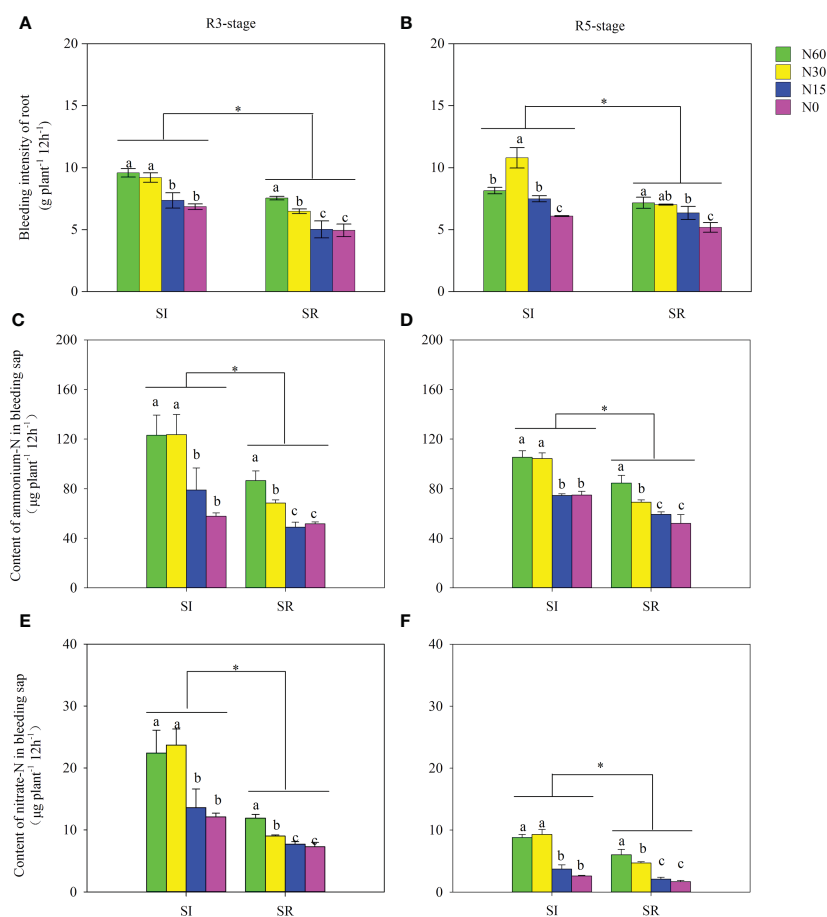 A
R3-stage
B
R5-stage
N60
N30
N15
N0
Bleeding intensity of root
(g plant⁻¹ 12h⁻¹)
20
15
10
5
0
a a b b
*
a b c c
SI SR
20
15
10
5
0
b a b c
*
a ab b c
SI SR
C
Content of ammonium-N in bleeding sap
(μg plant⁻¹ 12h⁻¹)
200
160
120
80
40
0
a a b b
*
a b c c
SI SR
D
200
160
120
80
40
0
a a b b
*
a b c c
SI SR
E
Content of nitrate-N in bleeding sap
(μg plant⁻¹ 12h⁻¹)
40
30
20
10
0
a a b b
*
a b c c
SI SR
F
40
30
20
10
0
a a b b
*
a b c c
SI SR